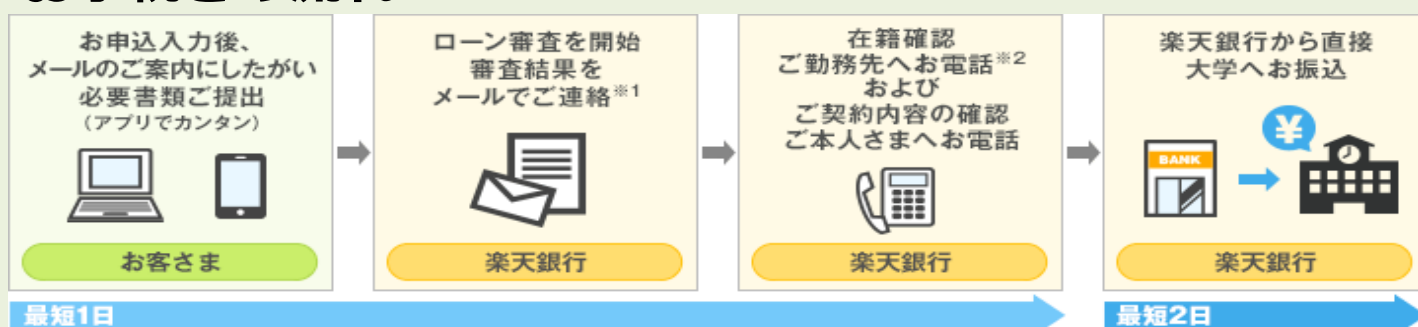 お申込入力後、
メールのご案内にしたがい
必要書類ご提出
（アプリでカンタン）
お客さま
ローン審査を開始
審査結果を
メールでご連絡※1
楽天銀行
在籍確認
ご勤務先へお電話※2
および
ご契約内容の確認
ご本人さまへお電話
楽天銀行
楽天銀行から直接
大学へお振込
¥
BANK
楽天銀行
最短1日
最短2日